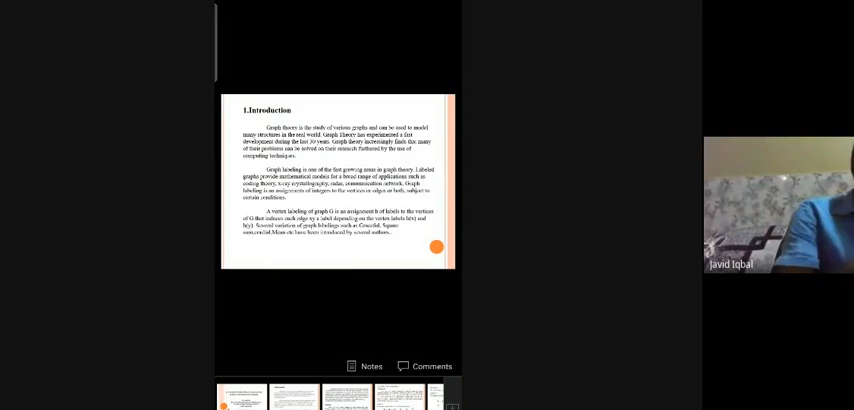 1.Introduction
Graph theory is the study of various graphs and can be used to model
many structures in the real world. Graph Theory has experimented a fast
development during the last 30 years. Graph theory increasingly finds that many
of their problems can be solved on their research furthered by the use of
computing techniques.
Graph labeling is one of the fast growing areas in graph theory. Labeled
graphs provide mathematical models for a broad range of applications such as
coding theory, x-ray crystallography, radar, communication network. Graph
labeling is an assignments of integers to the vertices or edges or both, subject to
certain conditions.
A vertex labeling of graph G is an assignment h of labels to the vertices
of G that induces each edge xy a label depending on the vertex labels h(x) and
h(y). Several variation of graph labelings such as Graceful, Square
sum,cordial,Mean etc have been introduced by several authors..
Notes
Comments
Javid Iqbal